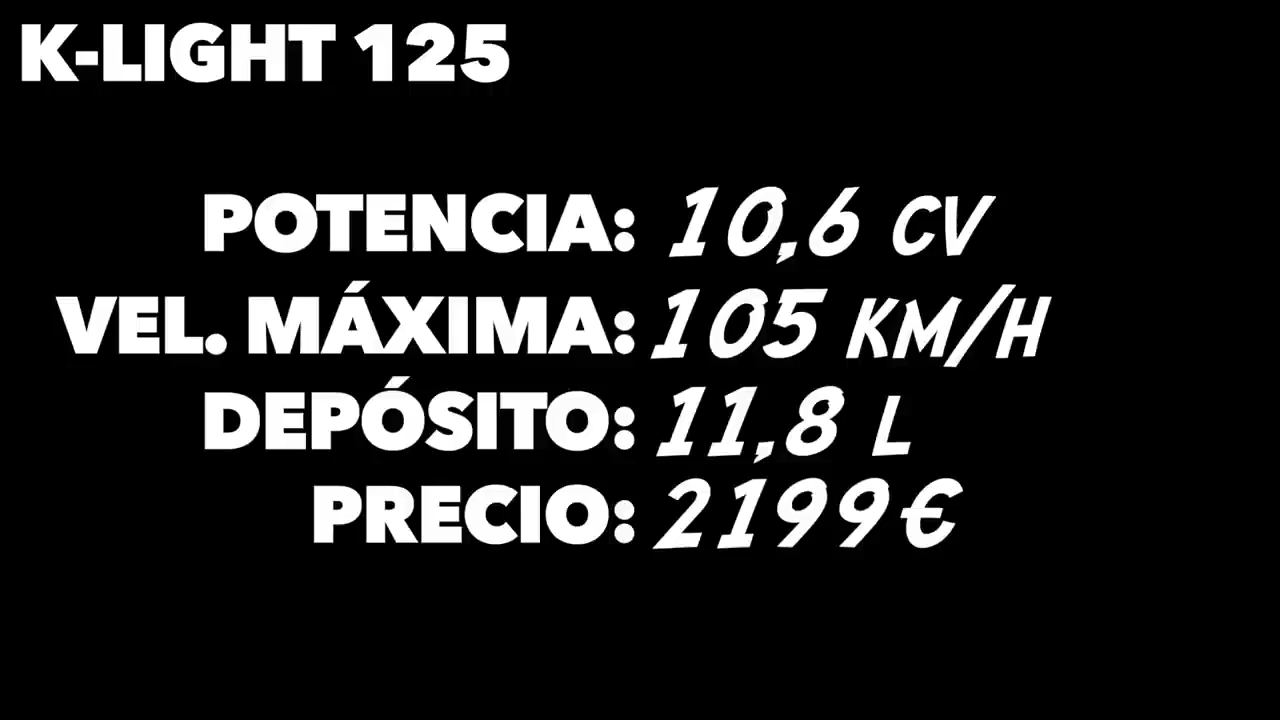 K-LIGHT 125
POTENCIA: 10,6 CV
VEL. MÁXIMA: 105 KM/H
DEPÓSITO: 11,8 L
PRECIO: 2199€